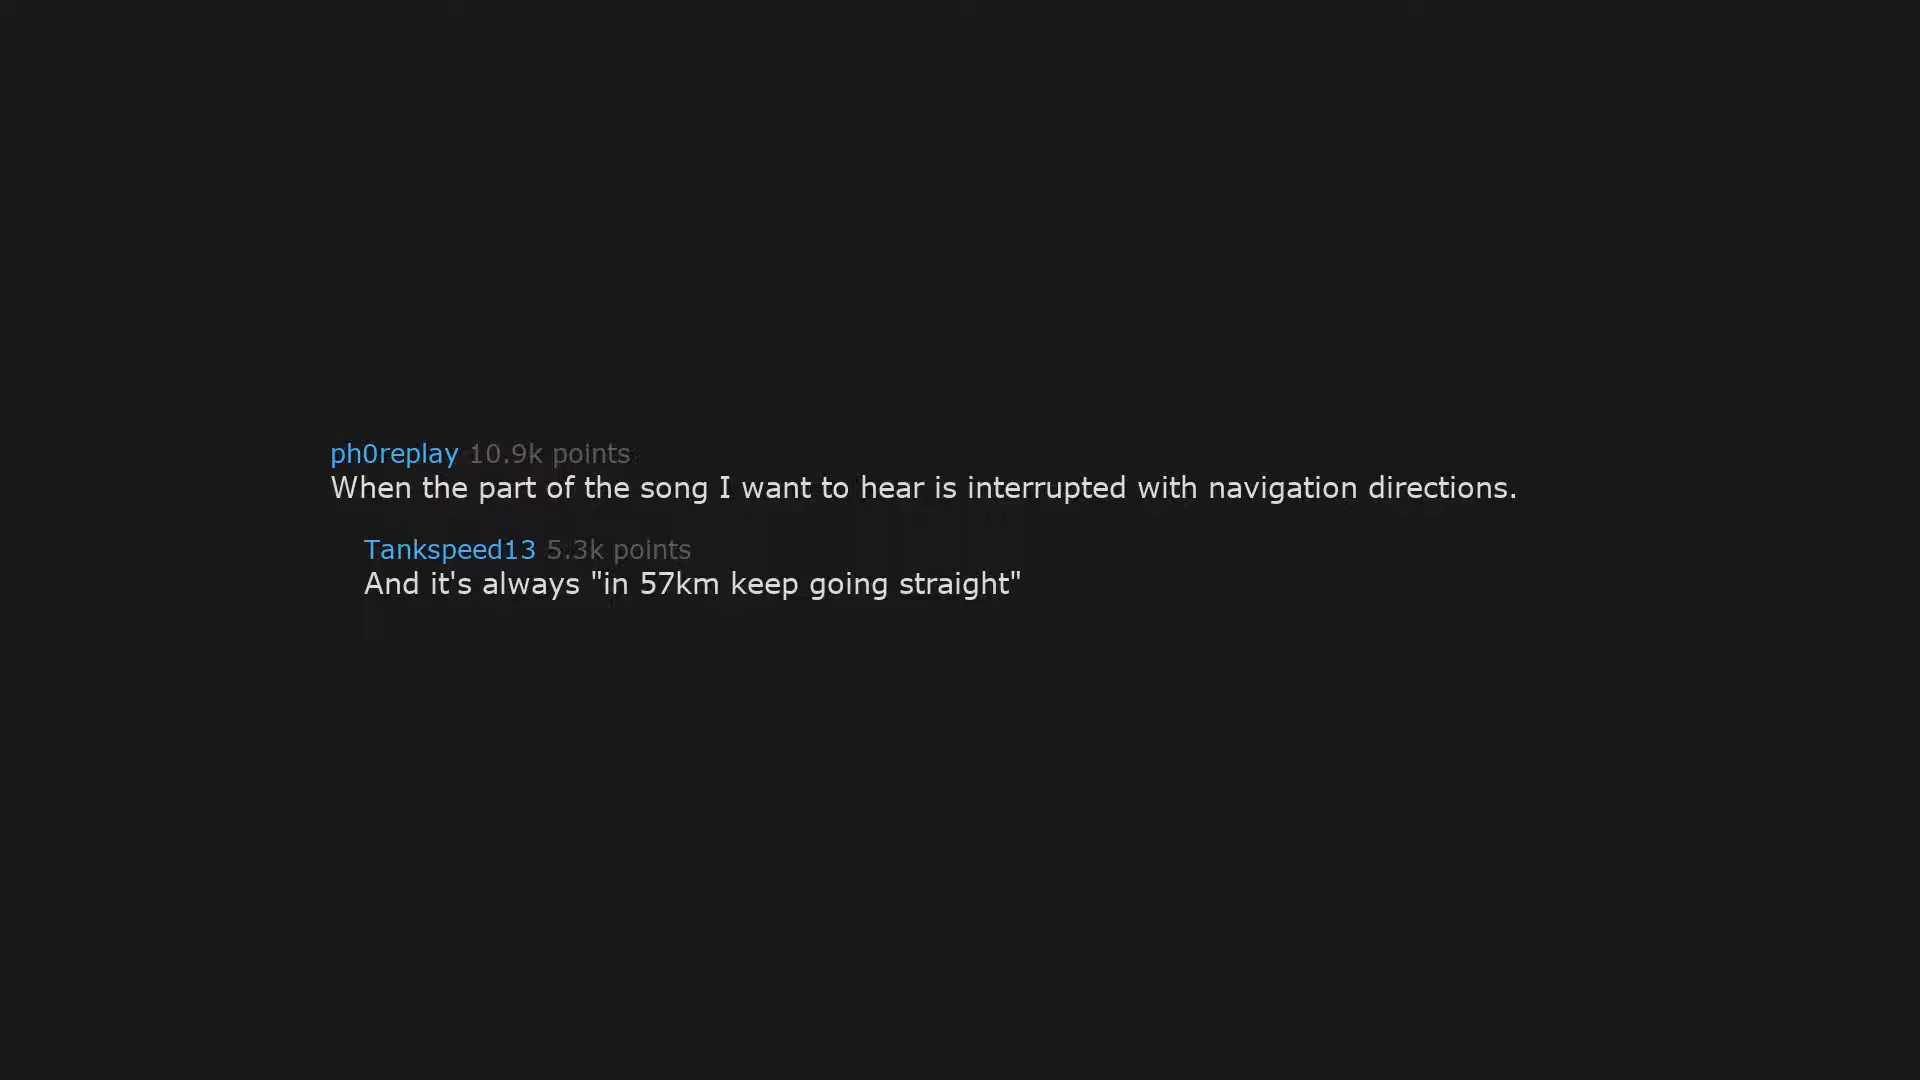 ph0replay 10.9k points
When the part of the song I want to hear is interrupted with navigation directions.
Tankspeed13 5.3k points
And it's always "in 57km keep going straight"